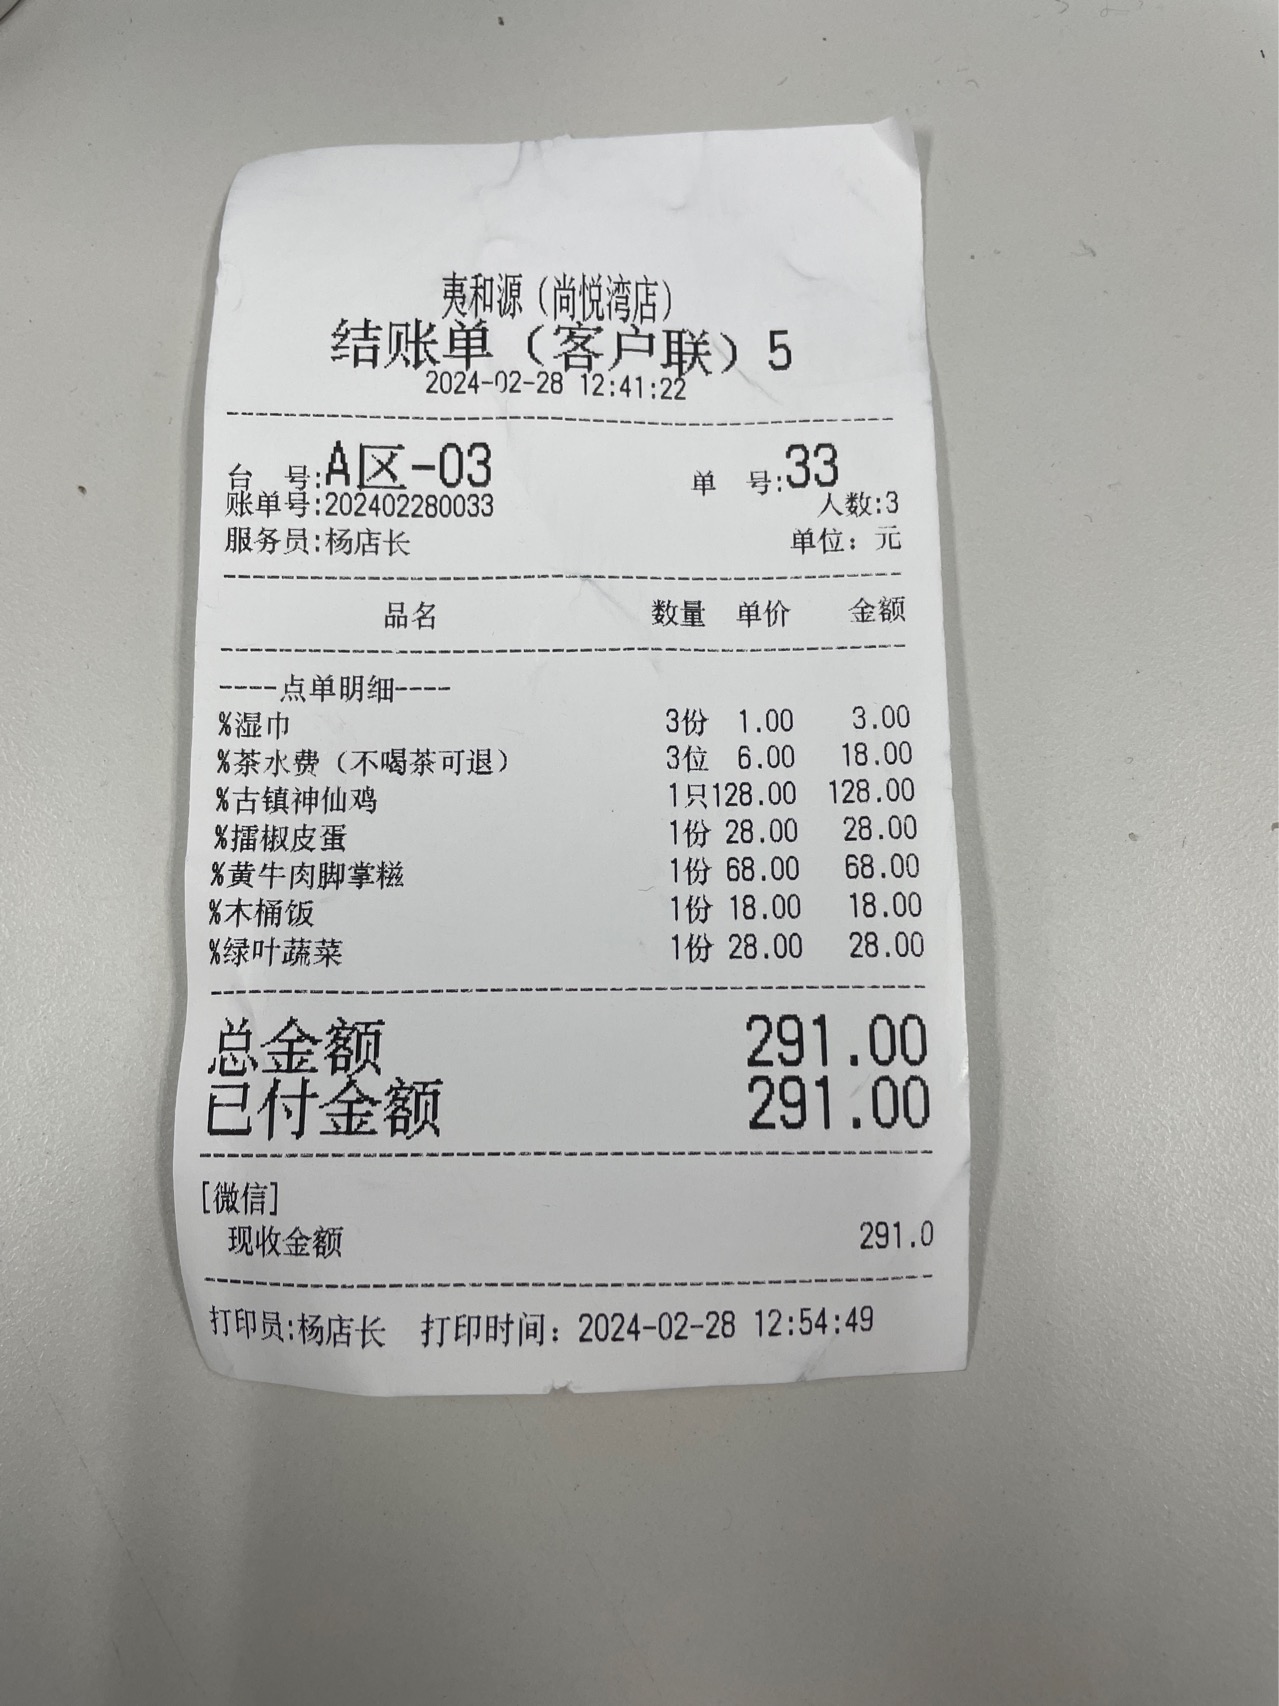 夷和源（尚悦湾店）
结账单（客户联）5
2024-02-28 12:41:22
台 号:A区-03 单 号:33
账单号:202402280033 人数:3
服务员:杨店长 单位：元
品名 数量 单价 金额
----点单明细----
%湿巾 3份 1.00 3.00
%茶水费（不喝茶可退） 3位 6.00 18.00
%古镇神仙鸡 1只128.00 128.00
%擂椒皮蛋 1份 28.00 28.00
%黄牛肉脚掌糍 1份 68.00 68.00
%木桶饭 1份 18.00 18.00
%绿叶蔬菜 1份 28.00 28.00
总金额 291.00
已付金额 291.00
[微信]
现收金额 291.0
打印员:杨店长 打印时间：2024-02-28 12:54:49